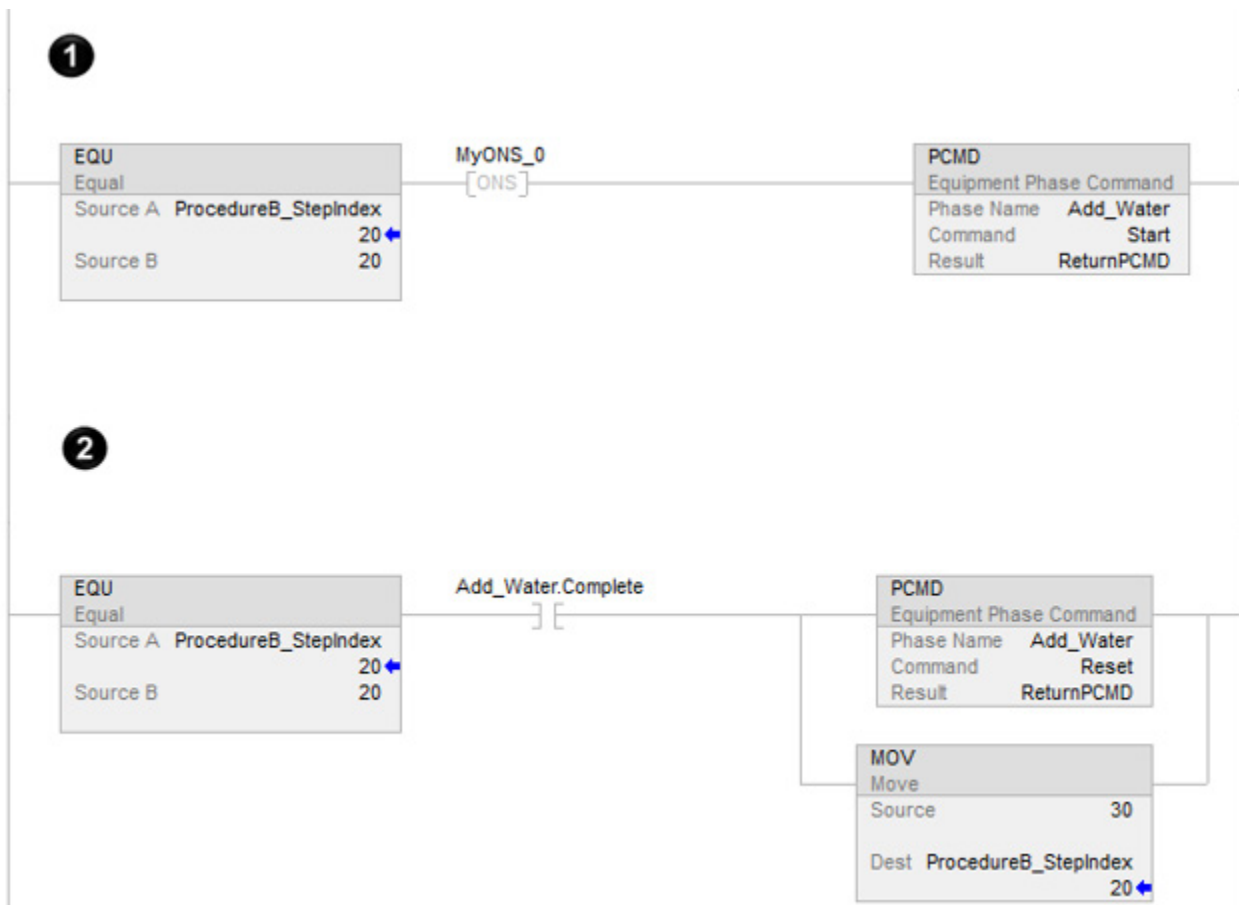 1
EQU
Equal
Source A ProcedureB_StepIndex
20
Source B 20
MyONS_0
ONS
PCMD
Equipment Phase Command
Phase Name Add_Water
Command Start
Result ReturnPCMD
2
EQU
Equal
Source A ProcedureB_StepIndex
20
Source B 20
Add_Water.Complete
PCMD
Equipment Phase Command
Phase Name Add_Water
Command Reset
Result ReturnPCMD
MOV
Move
Source 30
Dest ProcedureB_StepIndex
20